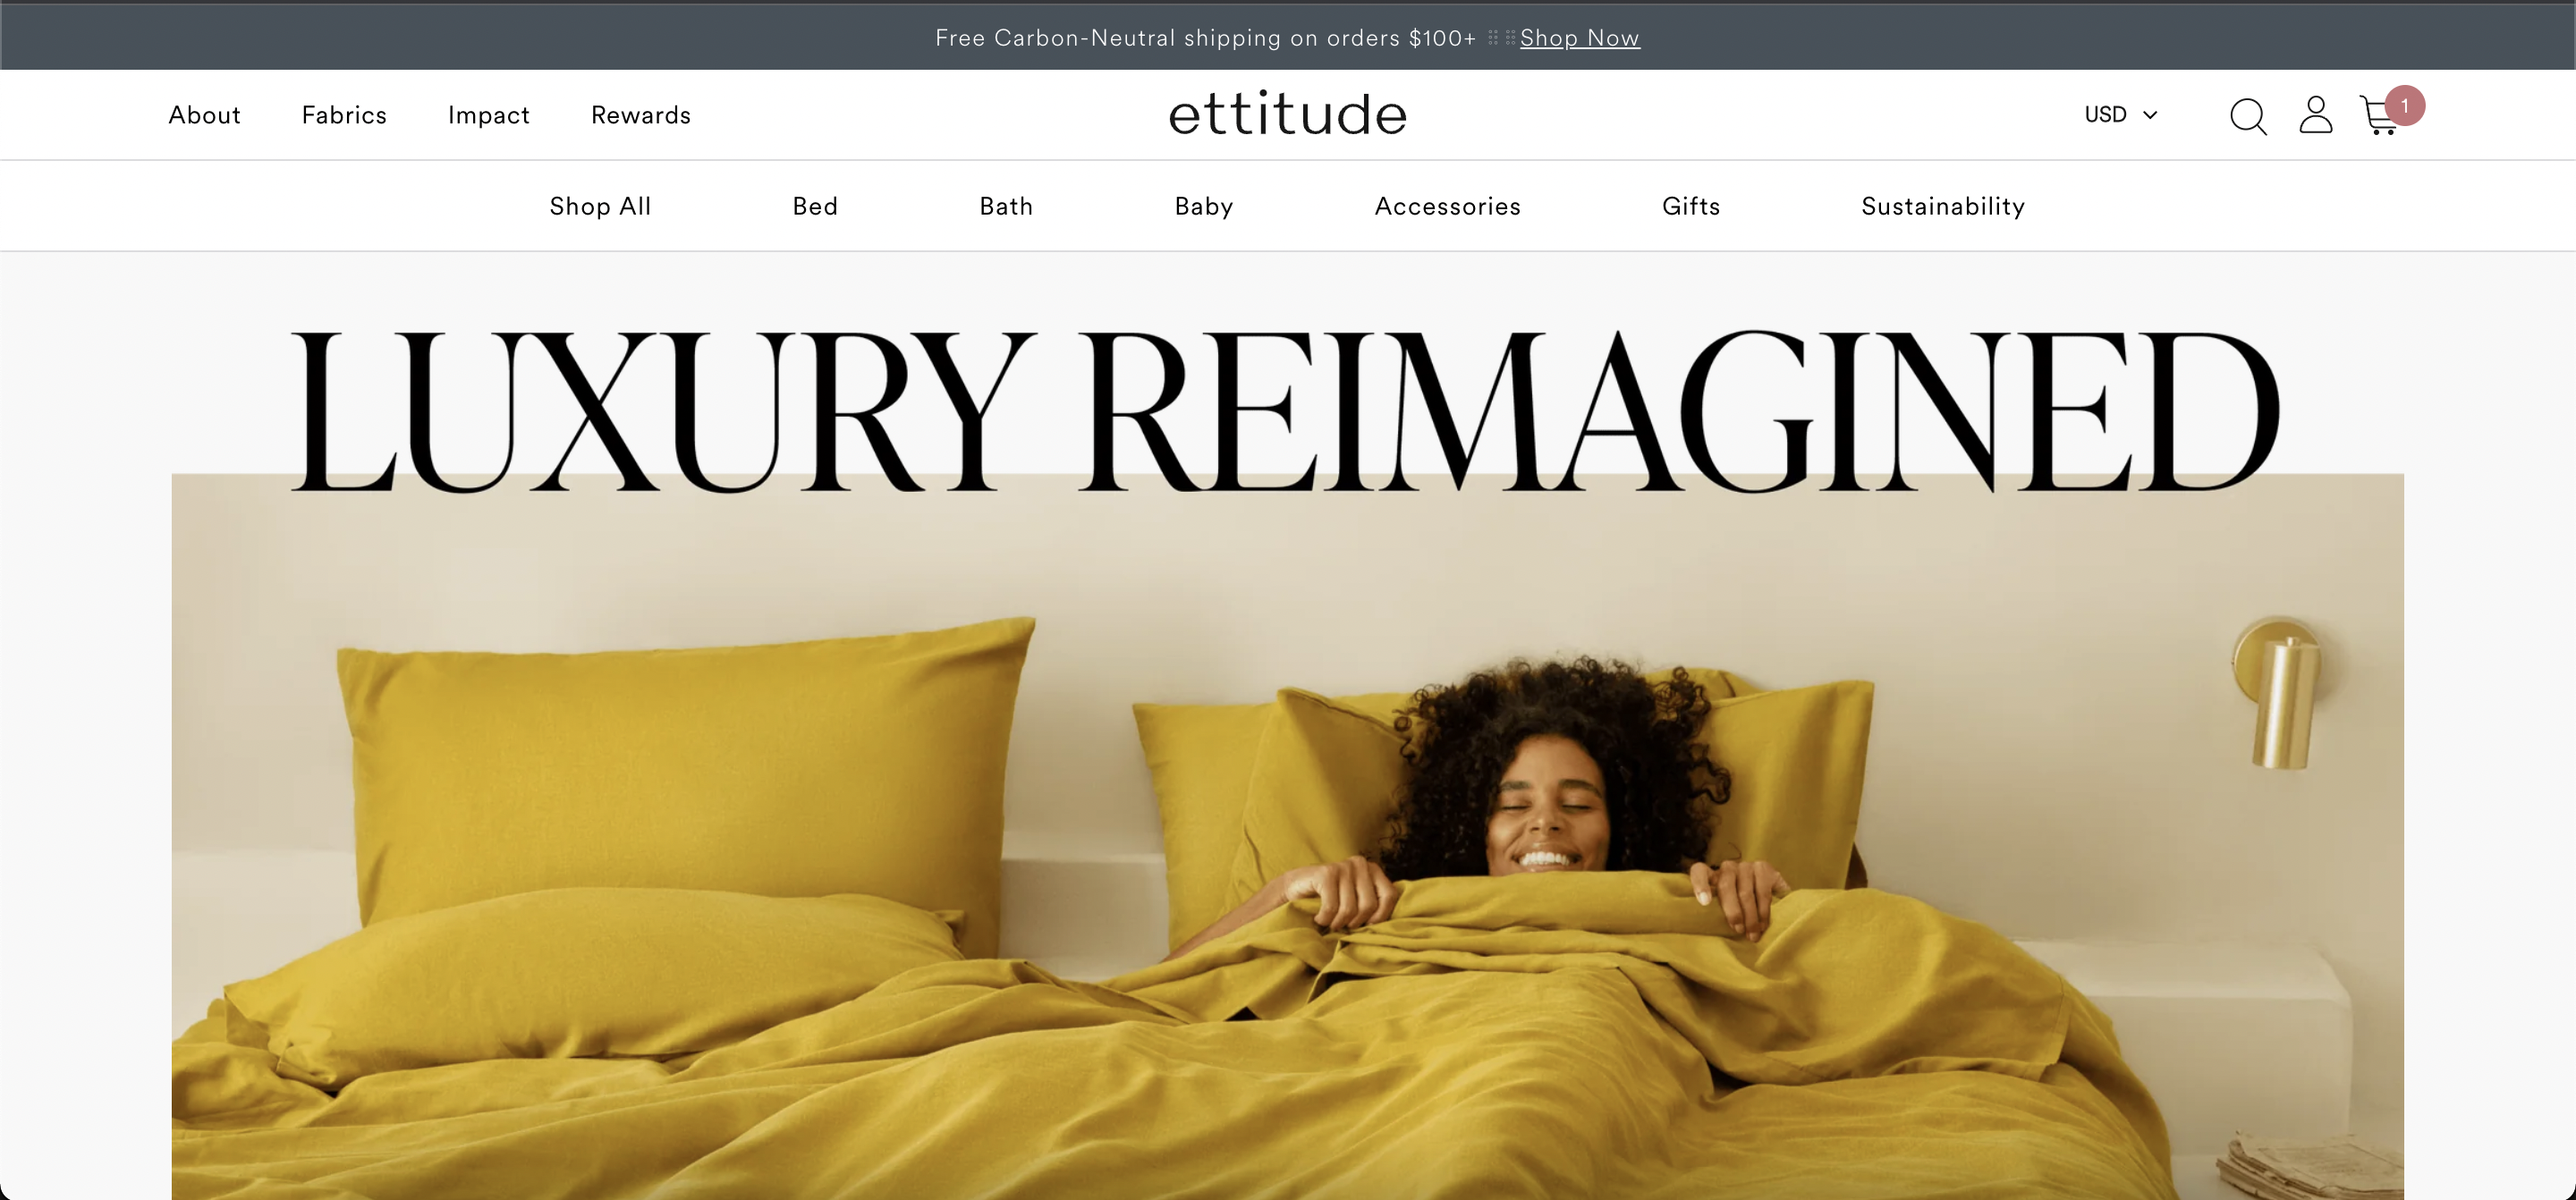 Free Carbon-Neutral shipping on orders $100+ ⠿ ⠿Shop Now
About Fabrics Impact Rewards ettitude USD 1
Shop All Bed Bath Baby Accessories Gifts Sustainability
LUXURY REIMAGINED